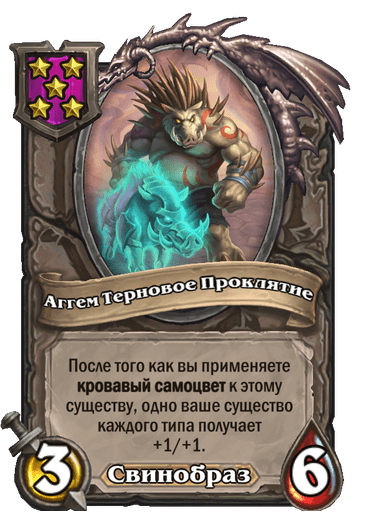 Аггем Терновое Проклятие
После того как вы применяете
кровавый самоцвет к этому
существу, одно ваше существо
каждого типа получает
+1/+1.
3
Свинобраз
6